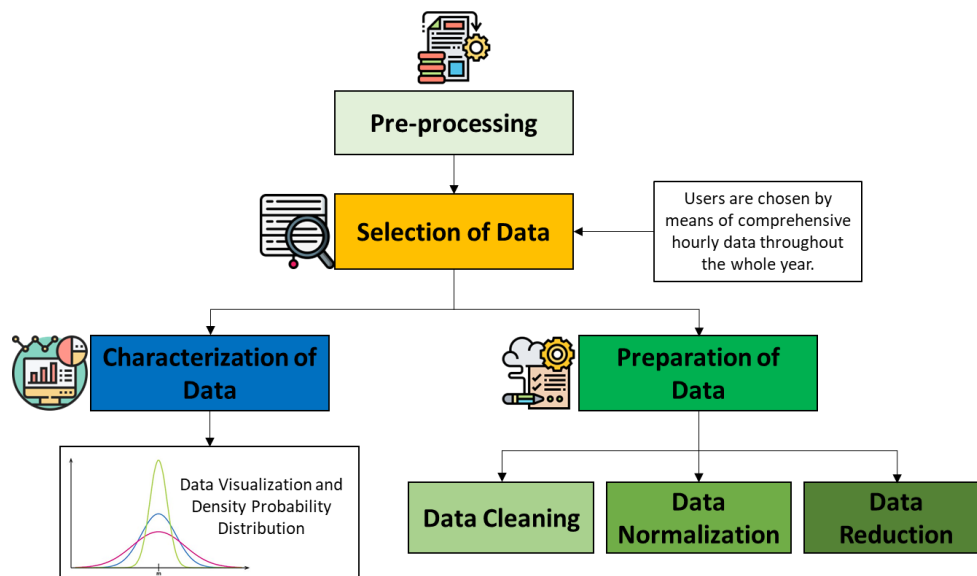 Pre-processing
Selection of Data
Users are chosen by
means of comprehensive
hourly data throughout
the whole year.
Characterization of
Data
Preparation of
Data
Data Visualization and
Density Probability
Distribution
m
Data Cleaning
Data
Normalization
Data
Reduction